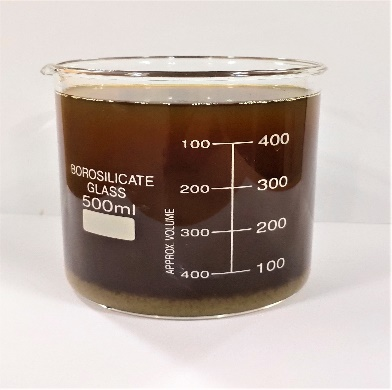 BOROSILICATE
GLASS
500ml
APPROX. VOLUME
100 400
200 300
300 200
400 100